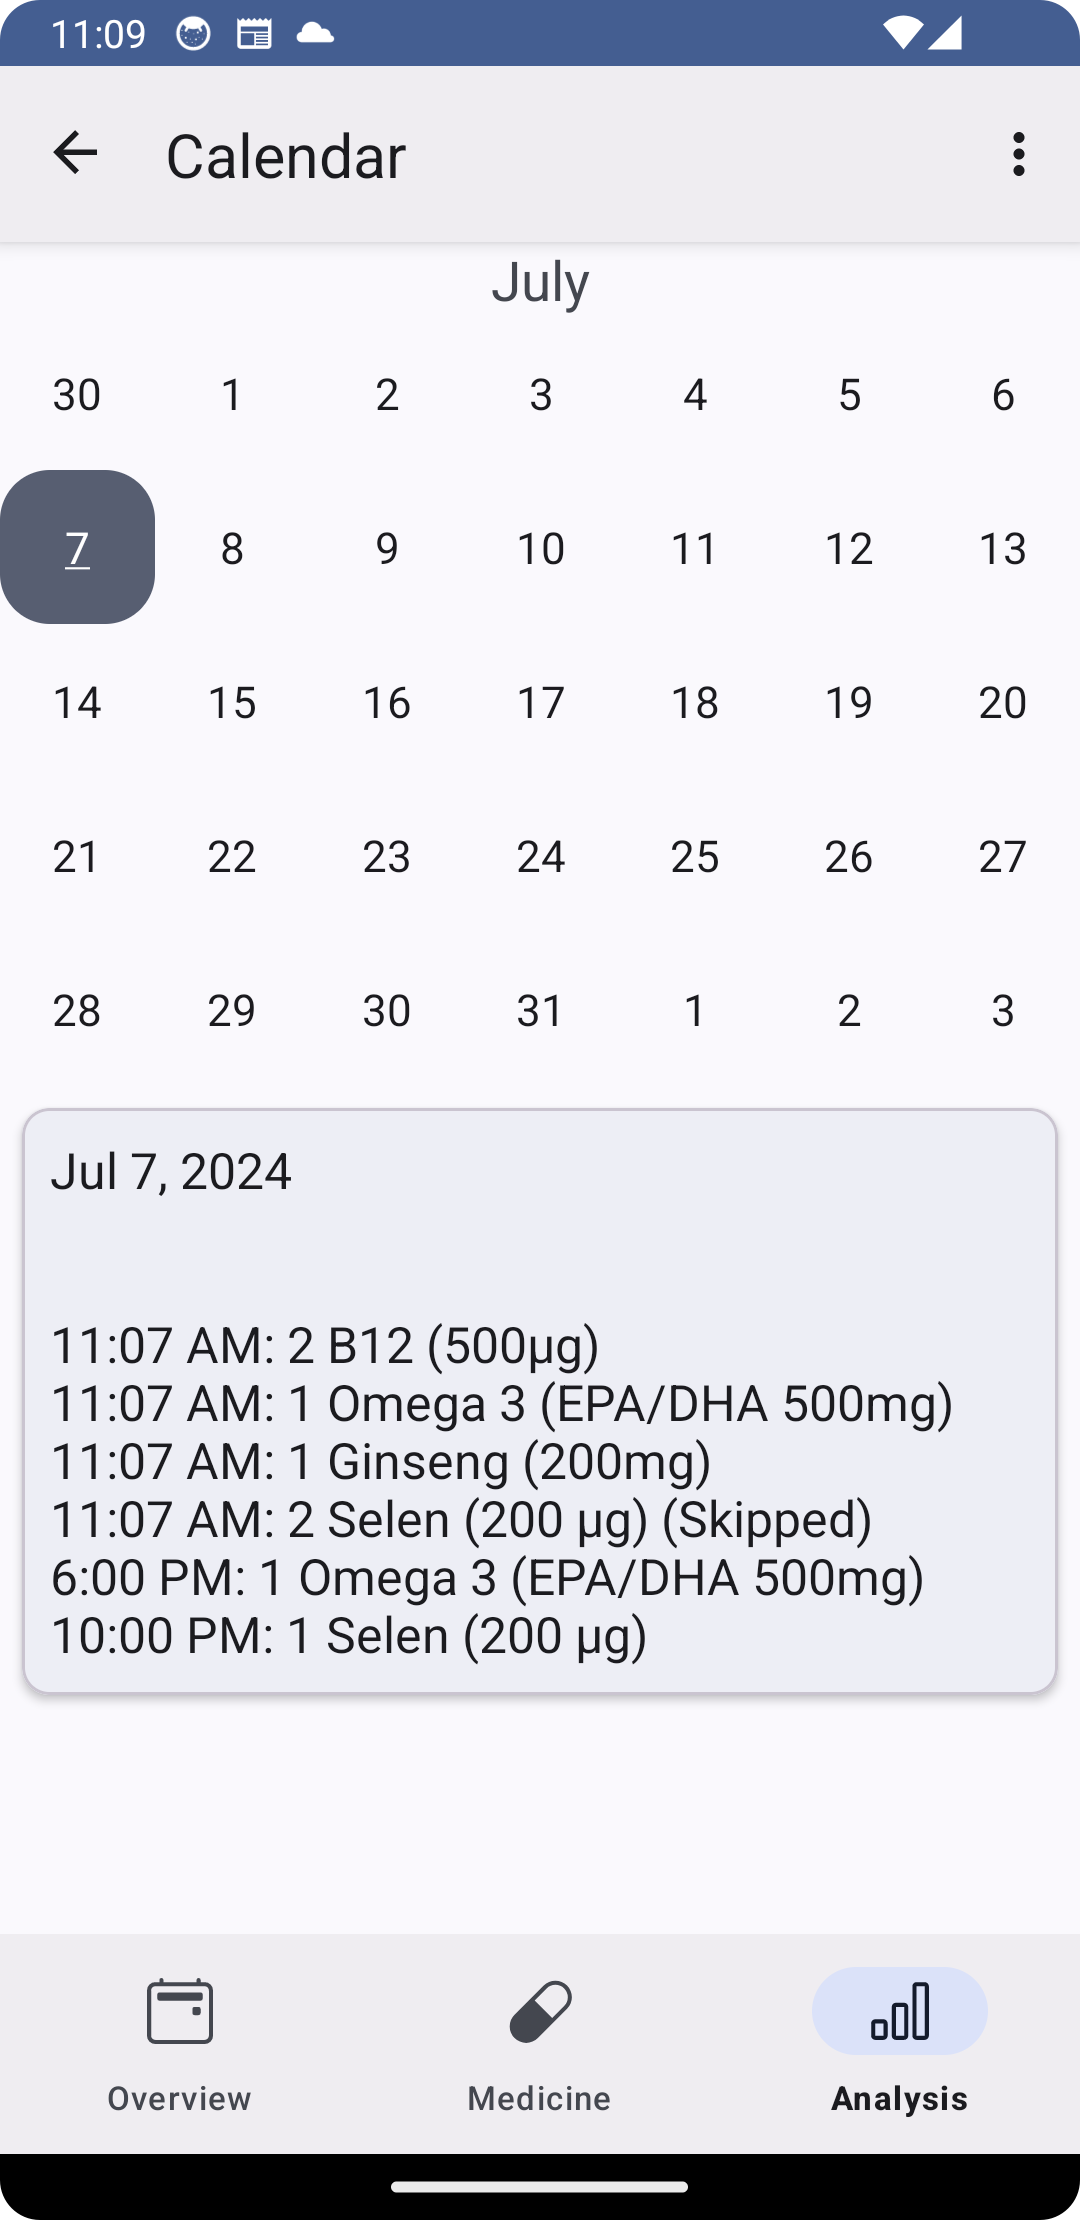 11:09
Calendar
July
30 1 2 3 4 5 6
7 8 9 10 11 12 13
14 15 16 17 18 19 20
21 22 23 24 25 26 27
28 29 30 31 1 2 3
Jul 7, 2024
11:07 AM: 2 B12 (500µg)
11:07 AM: 1 Omega 3 (EPA/DHA 500mg)
11:07 AM: 1 Ginseng (200mg)
11:07 AM: 2 Selen (200 µg) (Skipped)
6:00 PM: 1 Omega 3 (EPA/DHA 500mg)
10:00 PM: 1 Selen (200 µg)
Overview Medicine Analysis